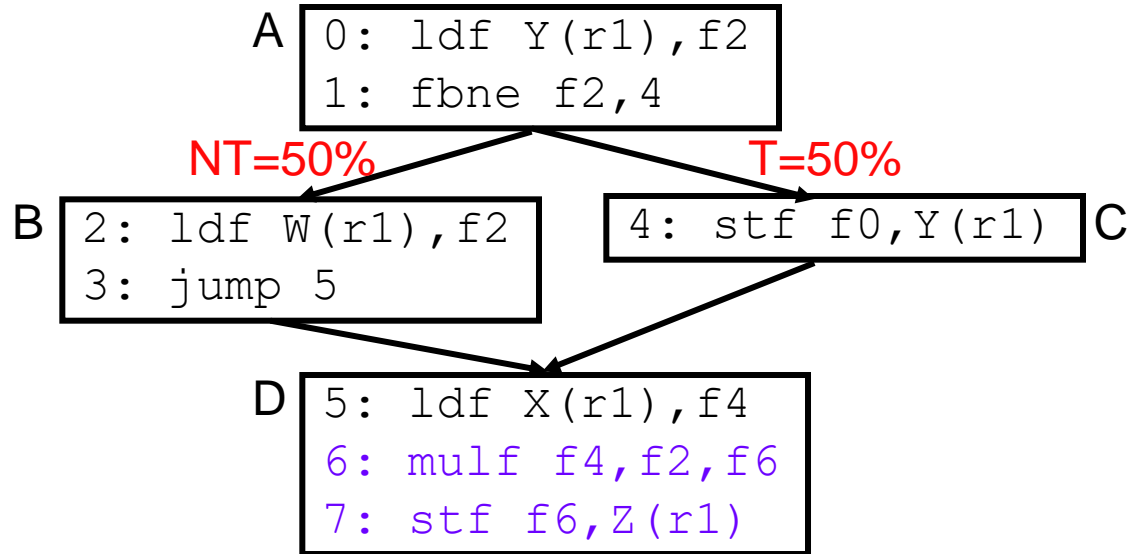 A
0: ldf Y(r1),f2
1: fbne f2,4
NT=50%
T=50%
B
2: ldf W(r1),f2
3: jump 5
4: stf f0,Y(r1)
C
D
5: ldf X(r1),f4
6: mulf f4,f2,f6
7: stf f6,Z(r1)